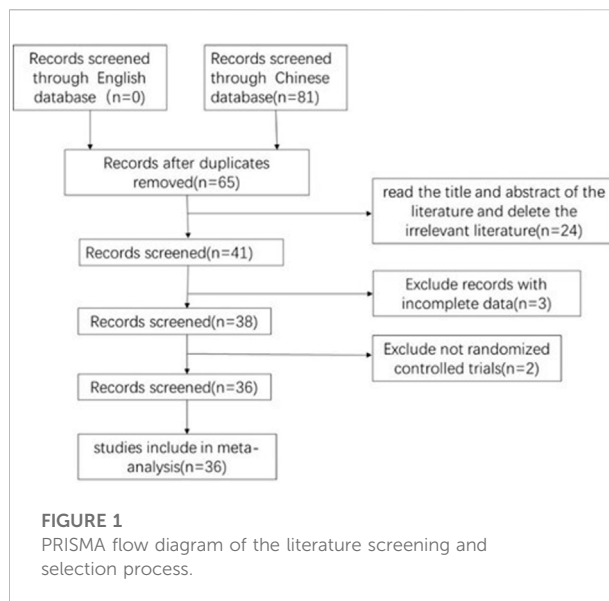 Records screened
through English
database（n=0）
Records screened
through Chinese
database(n=81)
Records after duplicates
removed(n=65)
read the title and abstract of the
literature and delete the
irrelevant literature(n=24)
Records screened(n=41)
Exclude records with
incomplete data(n=3)
Records screened(n=38)
Exclude not randomized
controlled trials(n=2)
Records screened(n=36)
studies include in meta-
analysis(n=36)
FIGURE 1
PRISMA flow diagram of the literature screening and
selection process.